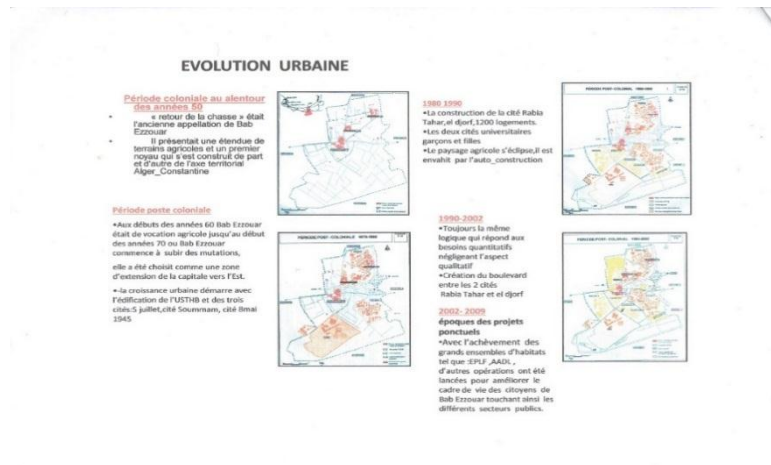 EVOLUTION URBAINE
Période coloniale au alentour
des années 50
• « retour de la chasse » était
l'ancienne appellation de Bab
Ezzouar
• Il présentait une étendue de
terrains agricoles et un premier
noyau qui s'est construit de part
et d'autre de l'axe territorial
Alger_Constantine
Période poste coloniale
•Aux débuts des années 60 Bab Ezzouar
était de vocation agricole jusqu'au début
des années 70 ou Bab Ezzouar
commence à subir des mutations,
elle a été choisit comme une zone
d'extension de la capitale vers l'Est.
•-la croissance urbaine démarre avec
l'édification de l'USTHB et des trois
cités:5 juillet,cité Soummam, cité 8mai
1945
1980 1990
•La construction de la cité Rabia
Tahar,el djorf,1200 logements.
•Les deux cités universitaires
garçons et filles
•Le paysage agricole s'éclipse,il est
envahit par l'auto_construction
1990-2002
•Toujours la même
logique qui répond aux
besoins quantitatifs
négligeant l'aspect
qualitatif
•Création du boulevard
entre les 2 cités
Rabia Tahar et el djorf
2002- 2009
époques des projets
ponctuels
•Avec l'achèvement des
grands ensembles d'habitats
tel que :EPLF ,AADL ,
d'autres opérations ont été
lancées pour améliorer le
cadre de vie des citoyens de
Bab Ezzouar touchant ainsi les
différents secteurs publics.